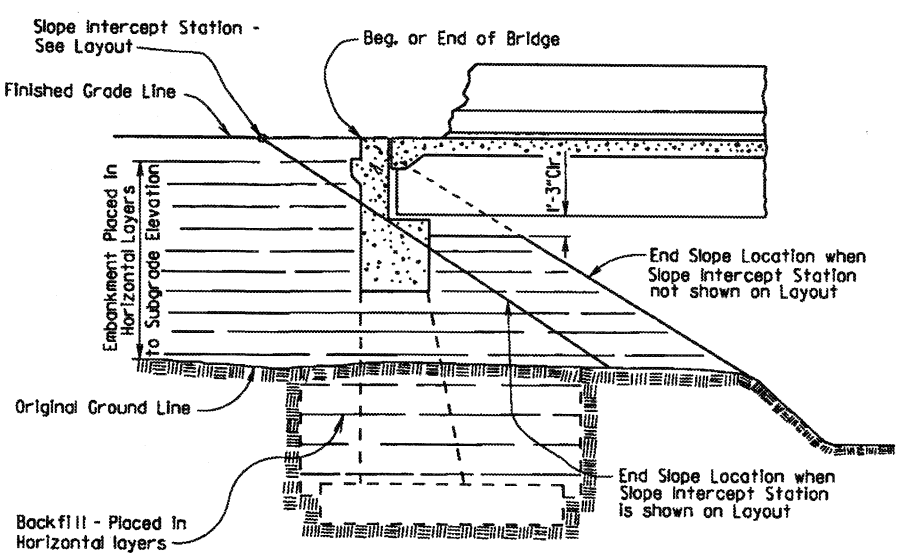 Slope Intercept Station -
See Layout
Beg. or End of Bridge
Finished Grade Line
Embankment Placed In
Horizontal Layers
to Subgrade Elevation
1'-3"Clr
End Slope Location when
Slope Intercept Station
not shown on Layout
Original Ground Line
End Slope Location when
Slope Intercept Station
is shown on Layout
Backfill - Placed In
Horizontal layers